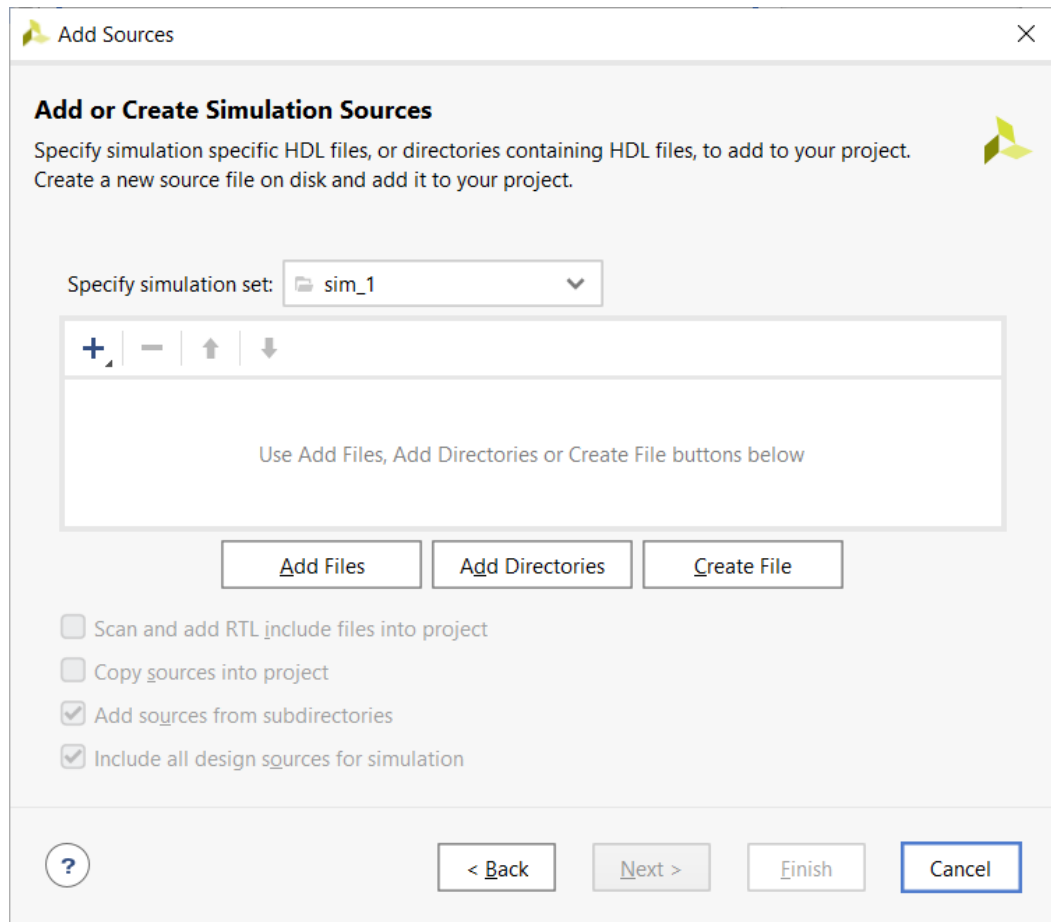 Add Sources
Add or Create Simulation Sources
Specify simulation specific HDL files, or directories containing HDL files, to add to your project.
Create a new source file on disk and add it to your project.
Specify simulation set: sim_1
Use Add Files, Add Directories or Create File buttons below
Add Files Add Directories Create File
Scan and add RTL include files into project
Copy sources into project
Add sources from subdirectories
Include all design sources for simulation
? < Back Next > Finish Cancel